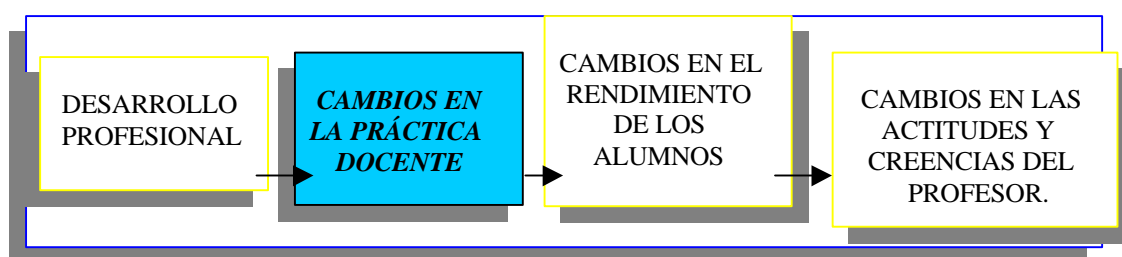 DESARROLLO
PROFESIONAL
CAMBIOS EN
LA PRÁCTICA
DOCENTE
CAMBIOS EN EL
RENDIMIENTO
DE LOS
ALUMNOS
CAMBIOS EN LAS
ACTITUDES Y
CREENCIAS DEL
PROFESOR.